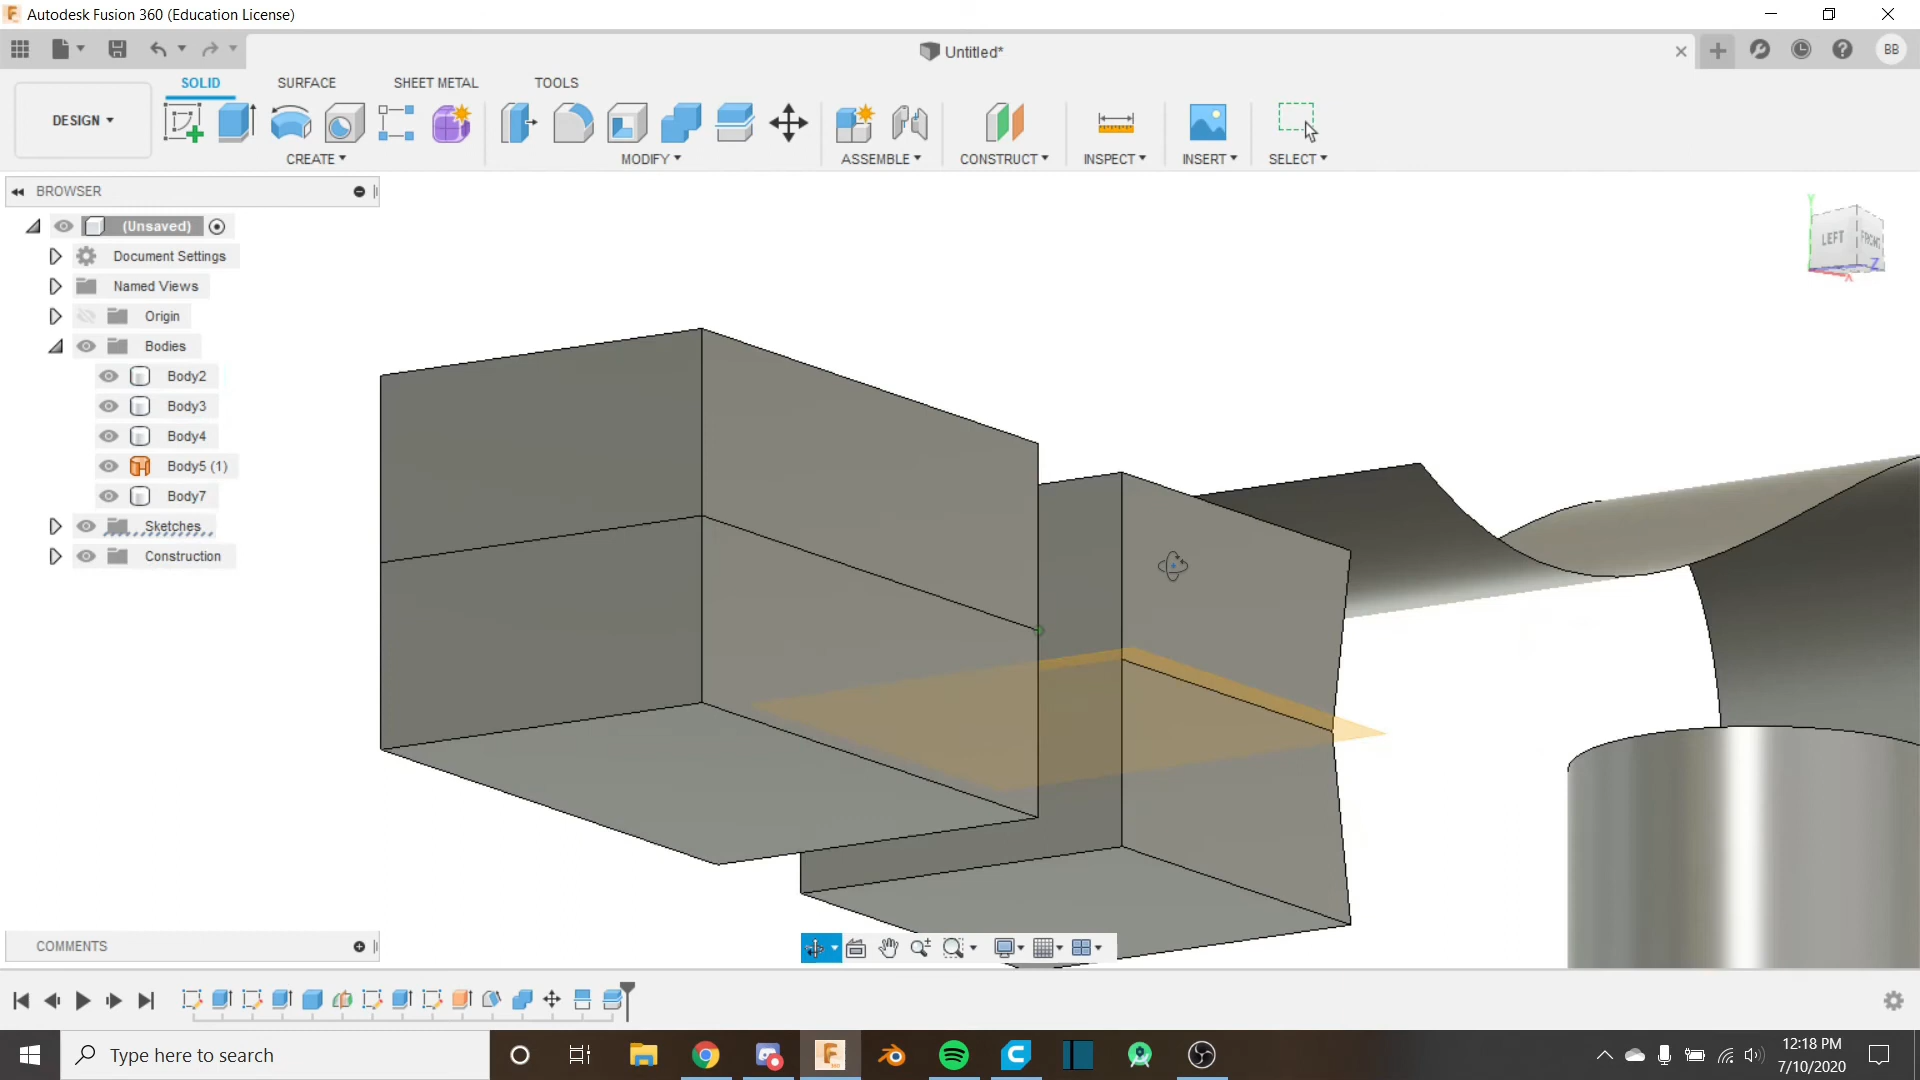 Autodesk Fusion 360 (Education License)
Untitled*
BB
DESIGN
SOLID
SURFACE
SHEET METAL
TOOLS
CREATE
MODIFY
ASSEMBLE
CONSTRUCT
INSPECT
INSERT
SELECT
BROWSER
(Unsaved)
Document Settings
Named Views
Origin
Bodies
Body2
Body3
Body4
Body5 (1)
Body7
Sketches
Construction
Y
LEFT
FRONT
Z
X
COMMENTS
Type here to search
12:18 PM
7/10/2020